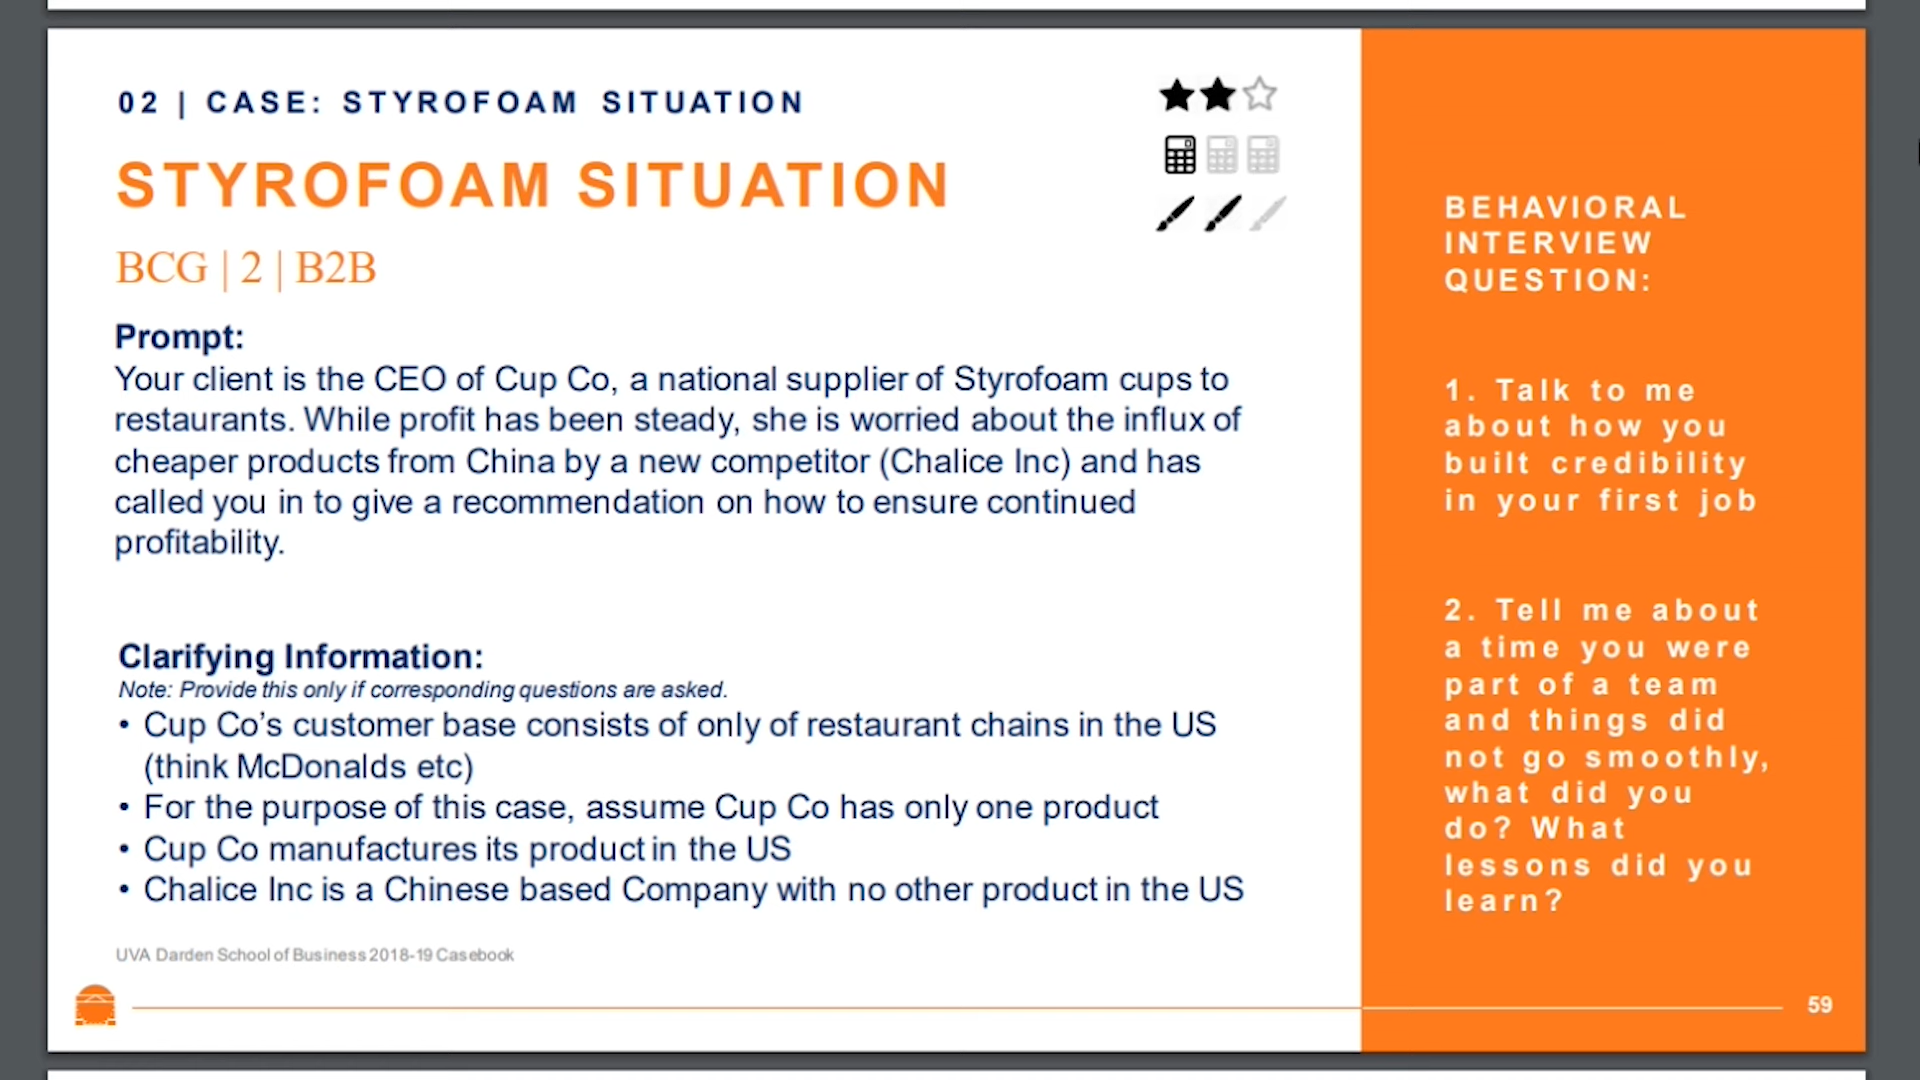 02 | CASE: STYROFOAM SITUATION
STYROFOAM SITUATION
BCG | 2 | B2B
Prompt:
Your client is the CEO of Cup Co, a national supplier of Styrofoam cups to
restaurants. While profit has been steady, she is worried about the influx of
cheaper products from China by a new competitor (Chalice Inc) and has
called you in to give a recommendation on how to ensure continued
profitability.
Clarifying Information:
Note: Provide this only if corresponding questions are asked.
• Cup Co’s customer base consists of only of restaurant chains in the US
(think McDonalds etc)
• For the purpose of this case, assume Cup Co has only one product
• Cup Co manufactures its product in the US
• Chalice Inc is a Chinese based Company with no other product in the US
UVA Darden School of Business 2018-19 Casebook
BEHAVIORAL
INTERVIEW
QUESTION:
1. Talk to me
about how you
built credibility
in your first job
2. Tell me about
a time you were
part of a team
and things did
not go smoothly,
what did you
do? What
lessons did you
learn?
59